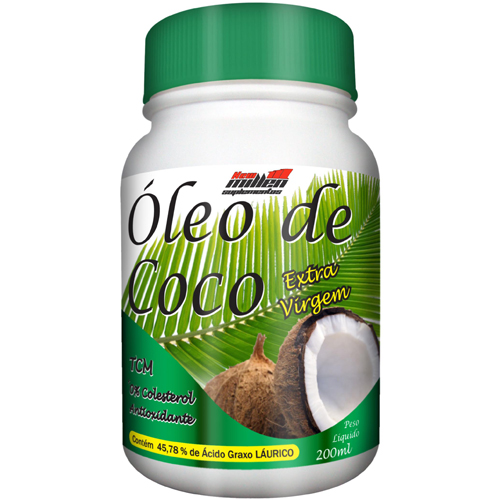 New
millen
suplementos
Óleo de
Coco
Extra
Virgem
TCM
0% Colesterol
Antioxidante
Contém 45,78 % de Ácido Graxo LÁURICO
Peso
Líquido
200ml